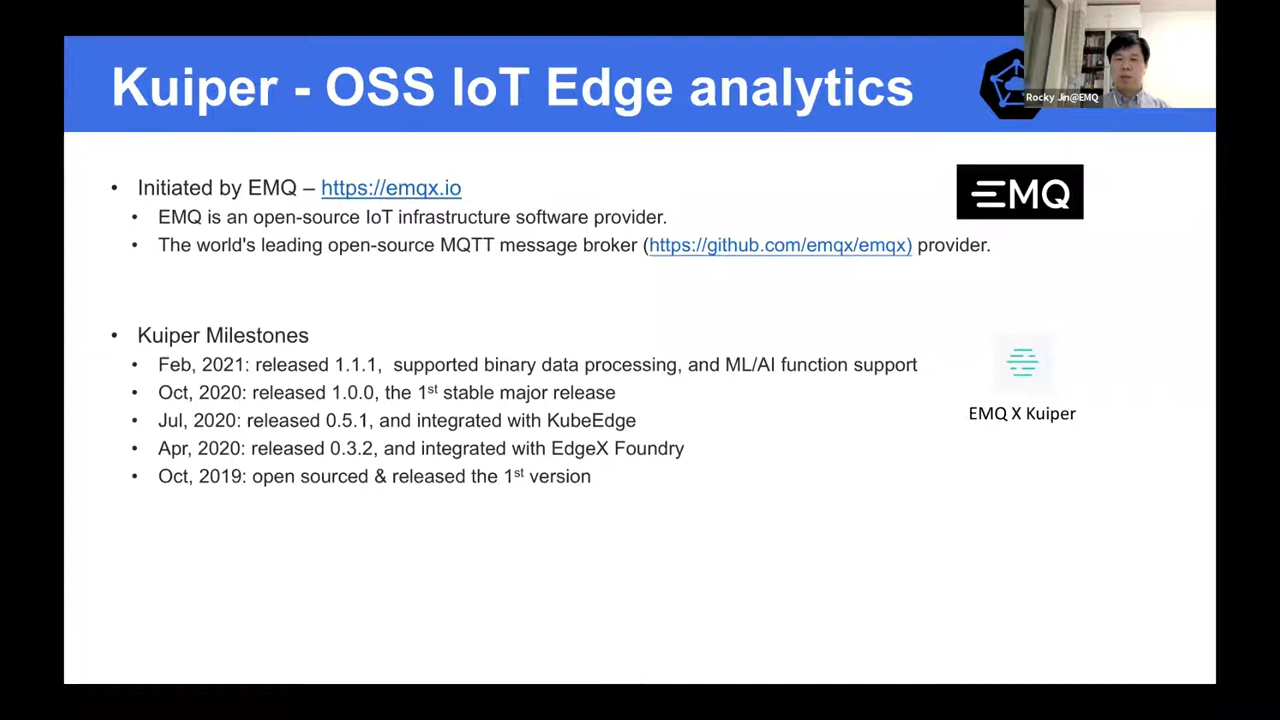 Kuiper - OSS IoT Edge analytics
Rocky Jin@EMQ
• Initiated by EMQ – https://emqx.io
EMQ
• EMQ is an open-source IoT infrastructure software provider.
• The world's leading open-source MQTT message broker (https://github.com/emqx/emqx) provider.
• Kuiper Milestones
• Feb, 2021: released 1.1.1,  supported binary data processing, and ML/AI function support
• Oct, 2020: released 1.0.0, the 1st stable major release
EMQ X Kuiper
• Jul, 2020: released 0.5.1, and integrated with KubeEdge
• Apr, 2020: released 0.3.2, and integrated with EdgeX Foundry
• Oct, 2019: open sourced & released the 1st version